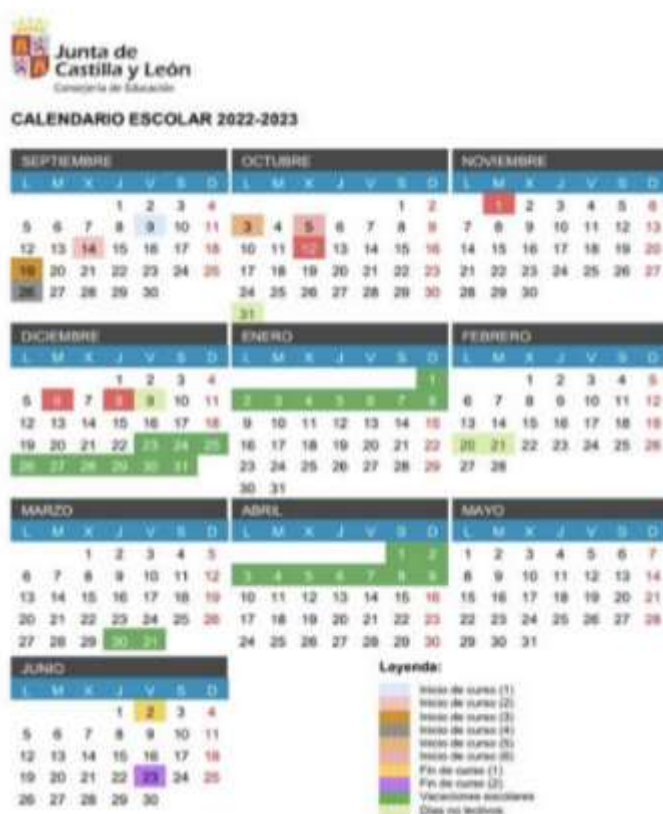 Junta de
Castilla y León
Consejería de Educación
CALENDARIO ESCOLAR 2022-2023
SEPTIEMBRE
L M X J V S D
1 2 3 4
5 6 7 8 9 10 11
12 13 14 15 16 17 18
19 20 21 22 23 24 25
26 27 28 29 30
OCTUBRE
L M X J V S D
1 2
3 4 5 6 7 8 9
10 11 12 13 14 15 16
17 18 19 20 21 22 23
24 25 26 27 28 29 30
31
NOVIEMBRE
L M X J V S D
1 2 3 4 5 6
7 8 9 10 11 12 13
14 15 16 17 18 19 20
21 22 23 24 25 26 27
28 29 30
DICIEMBRE
L M X J V S D
1 2 3 4
5 6 7 8 9 10 11
12 13 14 15 16 17 18
19 20 21 22 23 24 25
26 27 28 29 30 31
ENERO
L M X J V S D
1
2 3 4 5 6 7 8
9 10 11 12 13 14 15
16 17 18 19 20 21 22
23 24 25 26 27 28 29
30 31
FEBRERO
L M X J V S D
1 2 3 4 5
6 7 8 9 10 11 12
13 14 15 16 17 18 19
20 21 22 23 24 25 26
27 28
MARZO
L M X J V S D
1 2 3 4 5
6 7 8 9 10 11 12
13 14 15 16 17 18 19
20 21 22 23 24 25 26
27 28 29 30 31
ABRIL
L M X J V S D
1 2
3 4 5 6 7 8 9
10 11 12 13 14 15 16
17 18 19 20 21 22 23
24 25 26 27 28 29 30
MAYO
L M X J V S D
1 2 3 4 5 6 7
8 9 10 11 12 13 14
15 16 17 18 19 20 21
22 23 24 25 26 27 28
29 30 31
JUNIO
L M X J V S D
1 2 3 4
5 6 7 8 9 10 11
12 13 14 15 16 17 18
19 20 21 22 23 24 25
26 27 28 29 30
Leyenda:
Inicio de curso (1)
Inicio de curso (2)
Inicio de curso (3)
Inicio de curso (4)
Inicio de curso (5)
Inicio de curso (6)
Fin de curso (1)
Fin de curso (2)
Vacaciones escolares
Días no lectivos